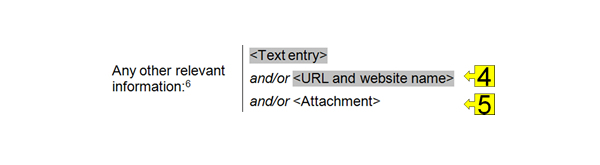 <Text entry>
Any other relevant
information:6
and/or <URL and website name> 4
and/or <Attachment> 5